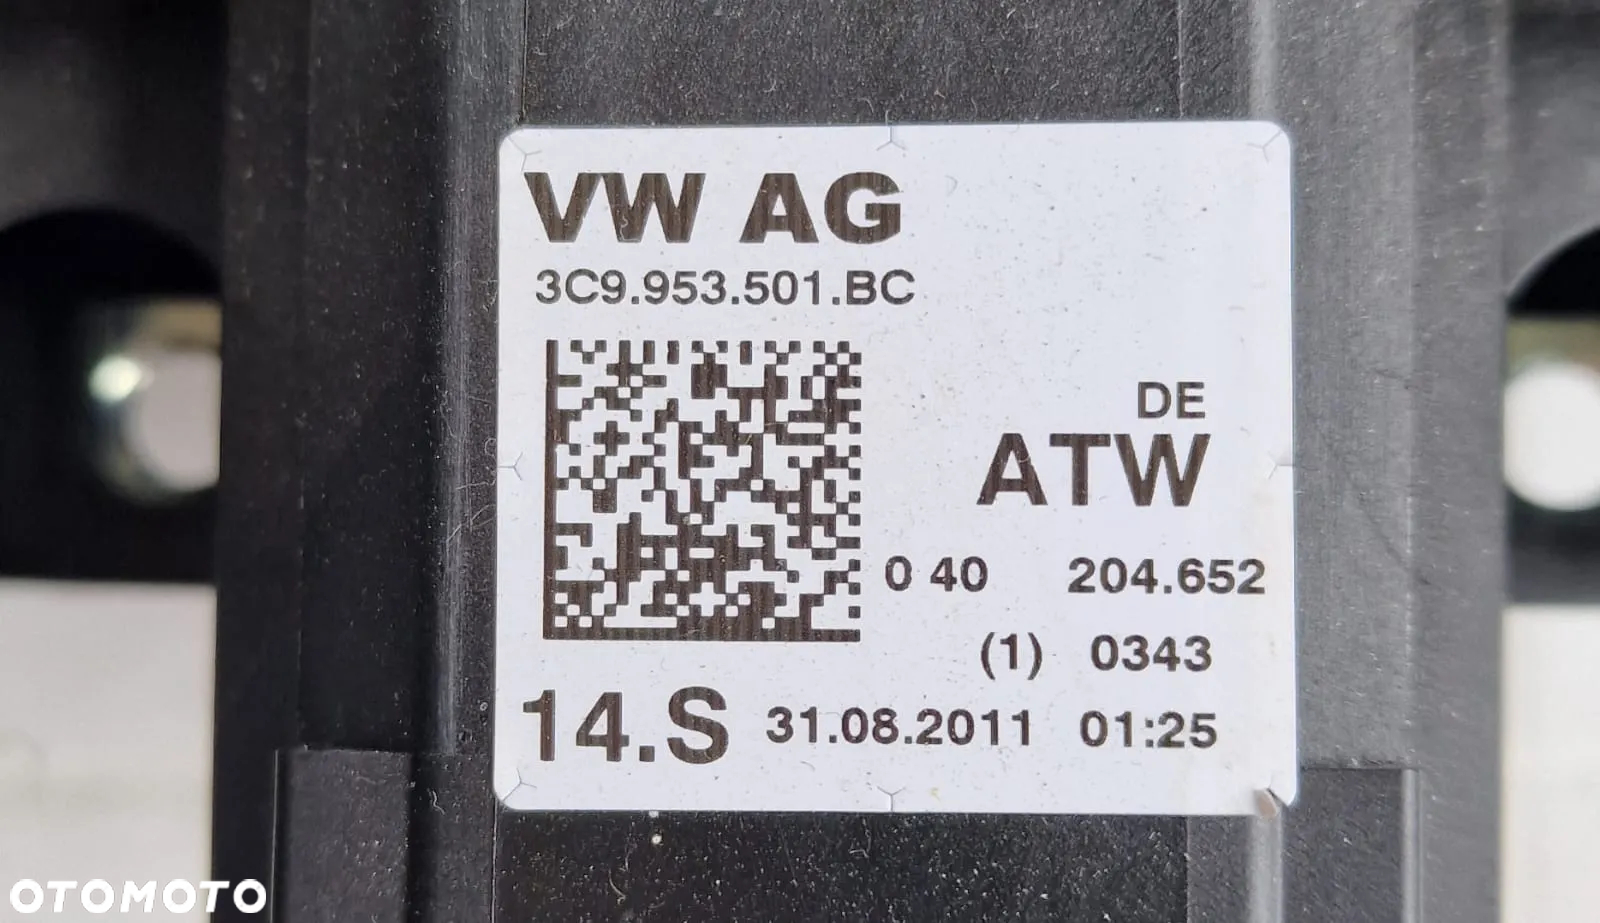 VW AG
3C9.953.501.BC
DE
ATW
0 40 204.652
(1) 0343
14.S 31.08.2011 01:25
OTOMOTO